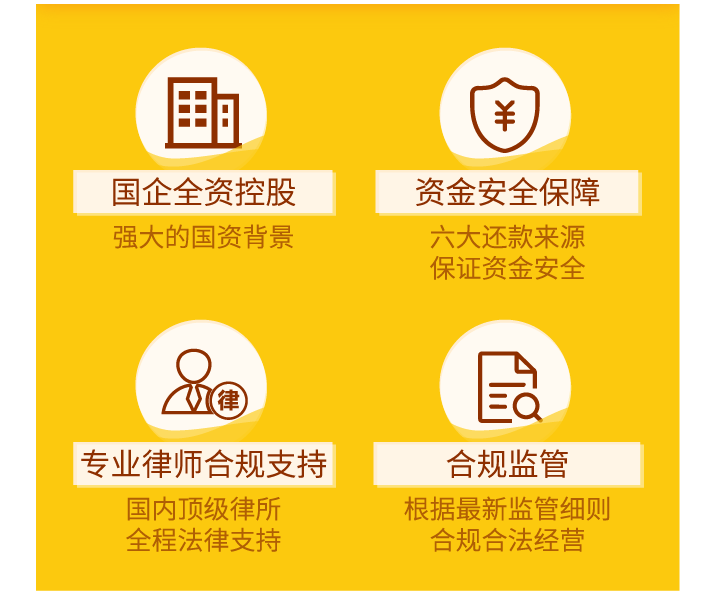 国企全资控股
强大的国资背景
资金安全保障
六大还款来源
保证资金安全
律
专业律师合规支持
国内顶级律所
全程法律支持
合规监管
根据最新监管细则
合规合法经营